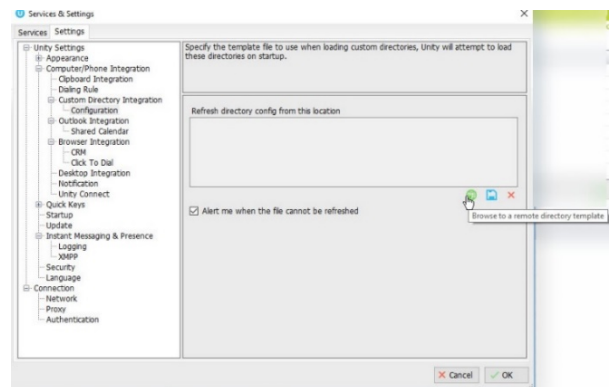 Services & Settings
Services Settings
Unity Settings
Appearance
Computer/Phone Integration
Clipboard Integration
Dialing Rule
Custom Directory Integration
Configuration
Outlook Integration
Shared Calendar
Browser Integration
CRM
Click To Dial
Desktop Integration
Notification
Unity Connect
Quick Keys
Startup
Update
Instant Messaging & Presence
Logging
XMPP
Security
Language
Connection
Network
Proxy
Authentication
Specify the template file to use when loading custom directories, Unity will attempt to load
these directories on startup.
Refresh directory config from this location
Browse to a remote directory template
Alert me when the file cannot be refreshed
Cancel OK